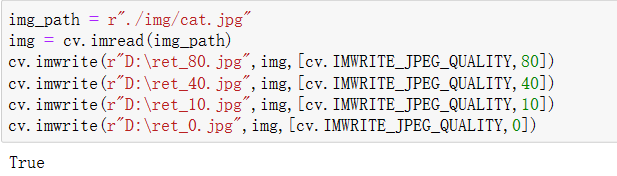 img_path = r"./img/cat.jpg"
img = cv.imread(img_path)
cv.imwrite(r"D:\ret_80.jpg",img,[cv.IMWRITE_JPEG_QUALITY,80])
cv.imwrite(r"D:\ret_40.jpg",img,[cv.IMWRITE_JPEG_QUALITY,40])
cv.imwrite(r"D:\ret_10.jpg",img,[cv.IMWRITE_JPEG_QUALITY,10])
cv.imwrite(r"D:\ret_0.jpg",img,[cv.IMWRITE_JPEG_QUALITY,0])
True